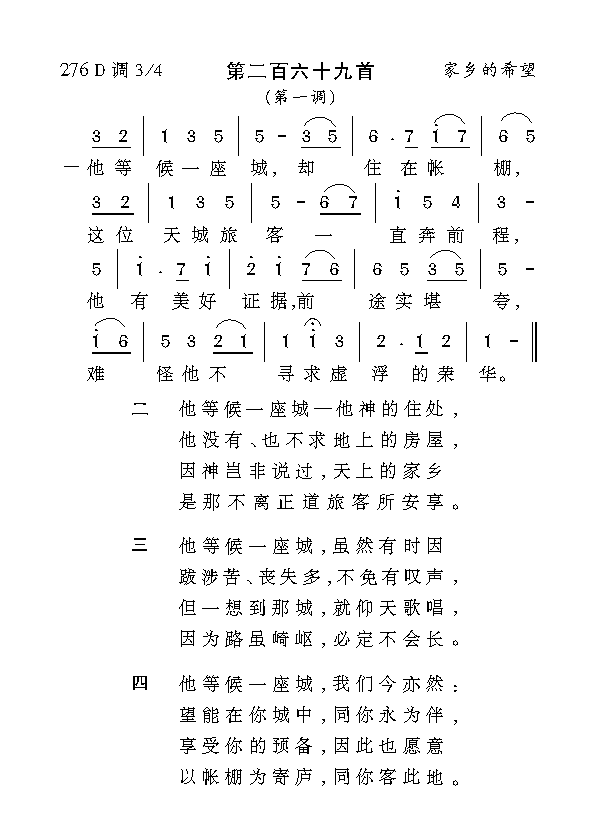 276 D 调 3/4 第二百六十九首 家乡的希望
(第一调)
3 2 | 1 3 5 | 5 - 3 5 | 6 . 7 i 7 | 6 5
一他等 候一座 城, 却 住 在帐 棚,
3 2 | 1 3 5 | 5 - 6 7 | i 5 4 | 3 -
这位 天城旅 客 一 直奔前 程,
5 | i . 7 i | 2 i 7 6 | 6 5 3 5 | 5 -
他 有 美好 证据,前 途实堪 夸,
i 6 | 5 3 2 1 | 1 i 3 | 2 . 1 2 | 1 - ‖
难 怪他不 寻求虚 浮 的荣 华。
二 他等候一座城—他神的住处,
他没有、也不求地上的房屋,
因神岂非说过,天上的家乡
是那不离正道旅客所安享。
三 他等候一座城,虽然有时因
跋涉苦、丧失多,不免有叹声,
但一想到那城,就仰天歌唱,
因为路虽崎岖,必定不会长。
四 他等候一座城,我们今亦然:
望能在你城中,同你永为伴,
享受你的预备,因此也愿意
以帐棚为寄庐,同你客此地。